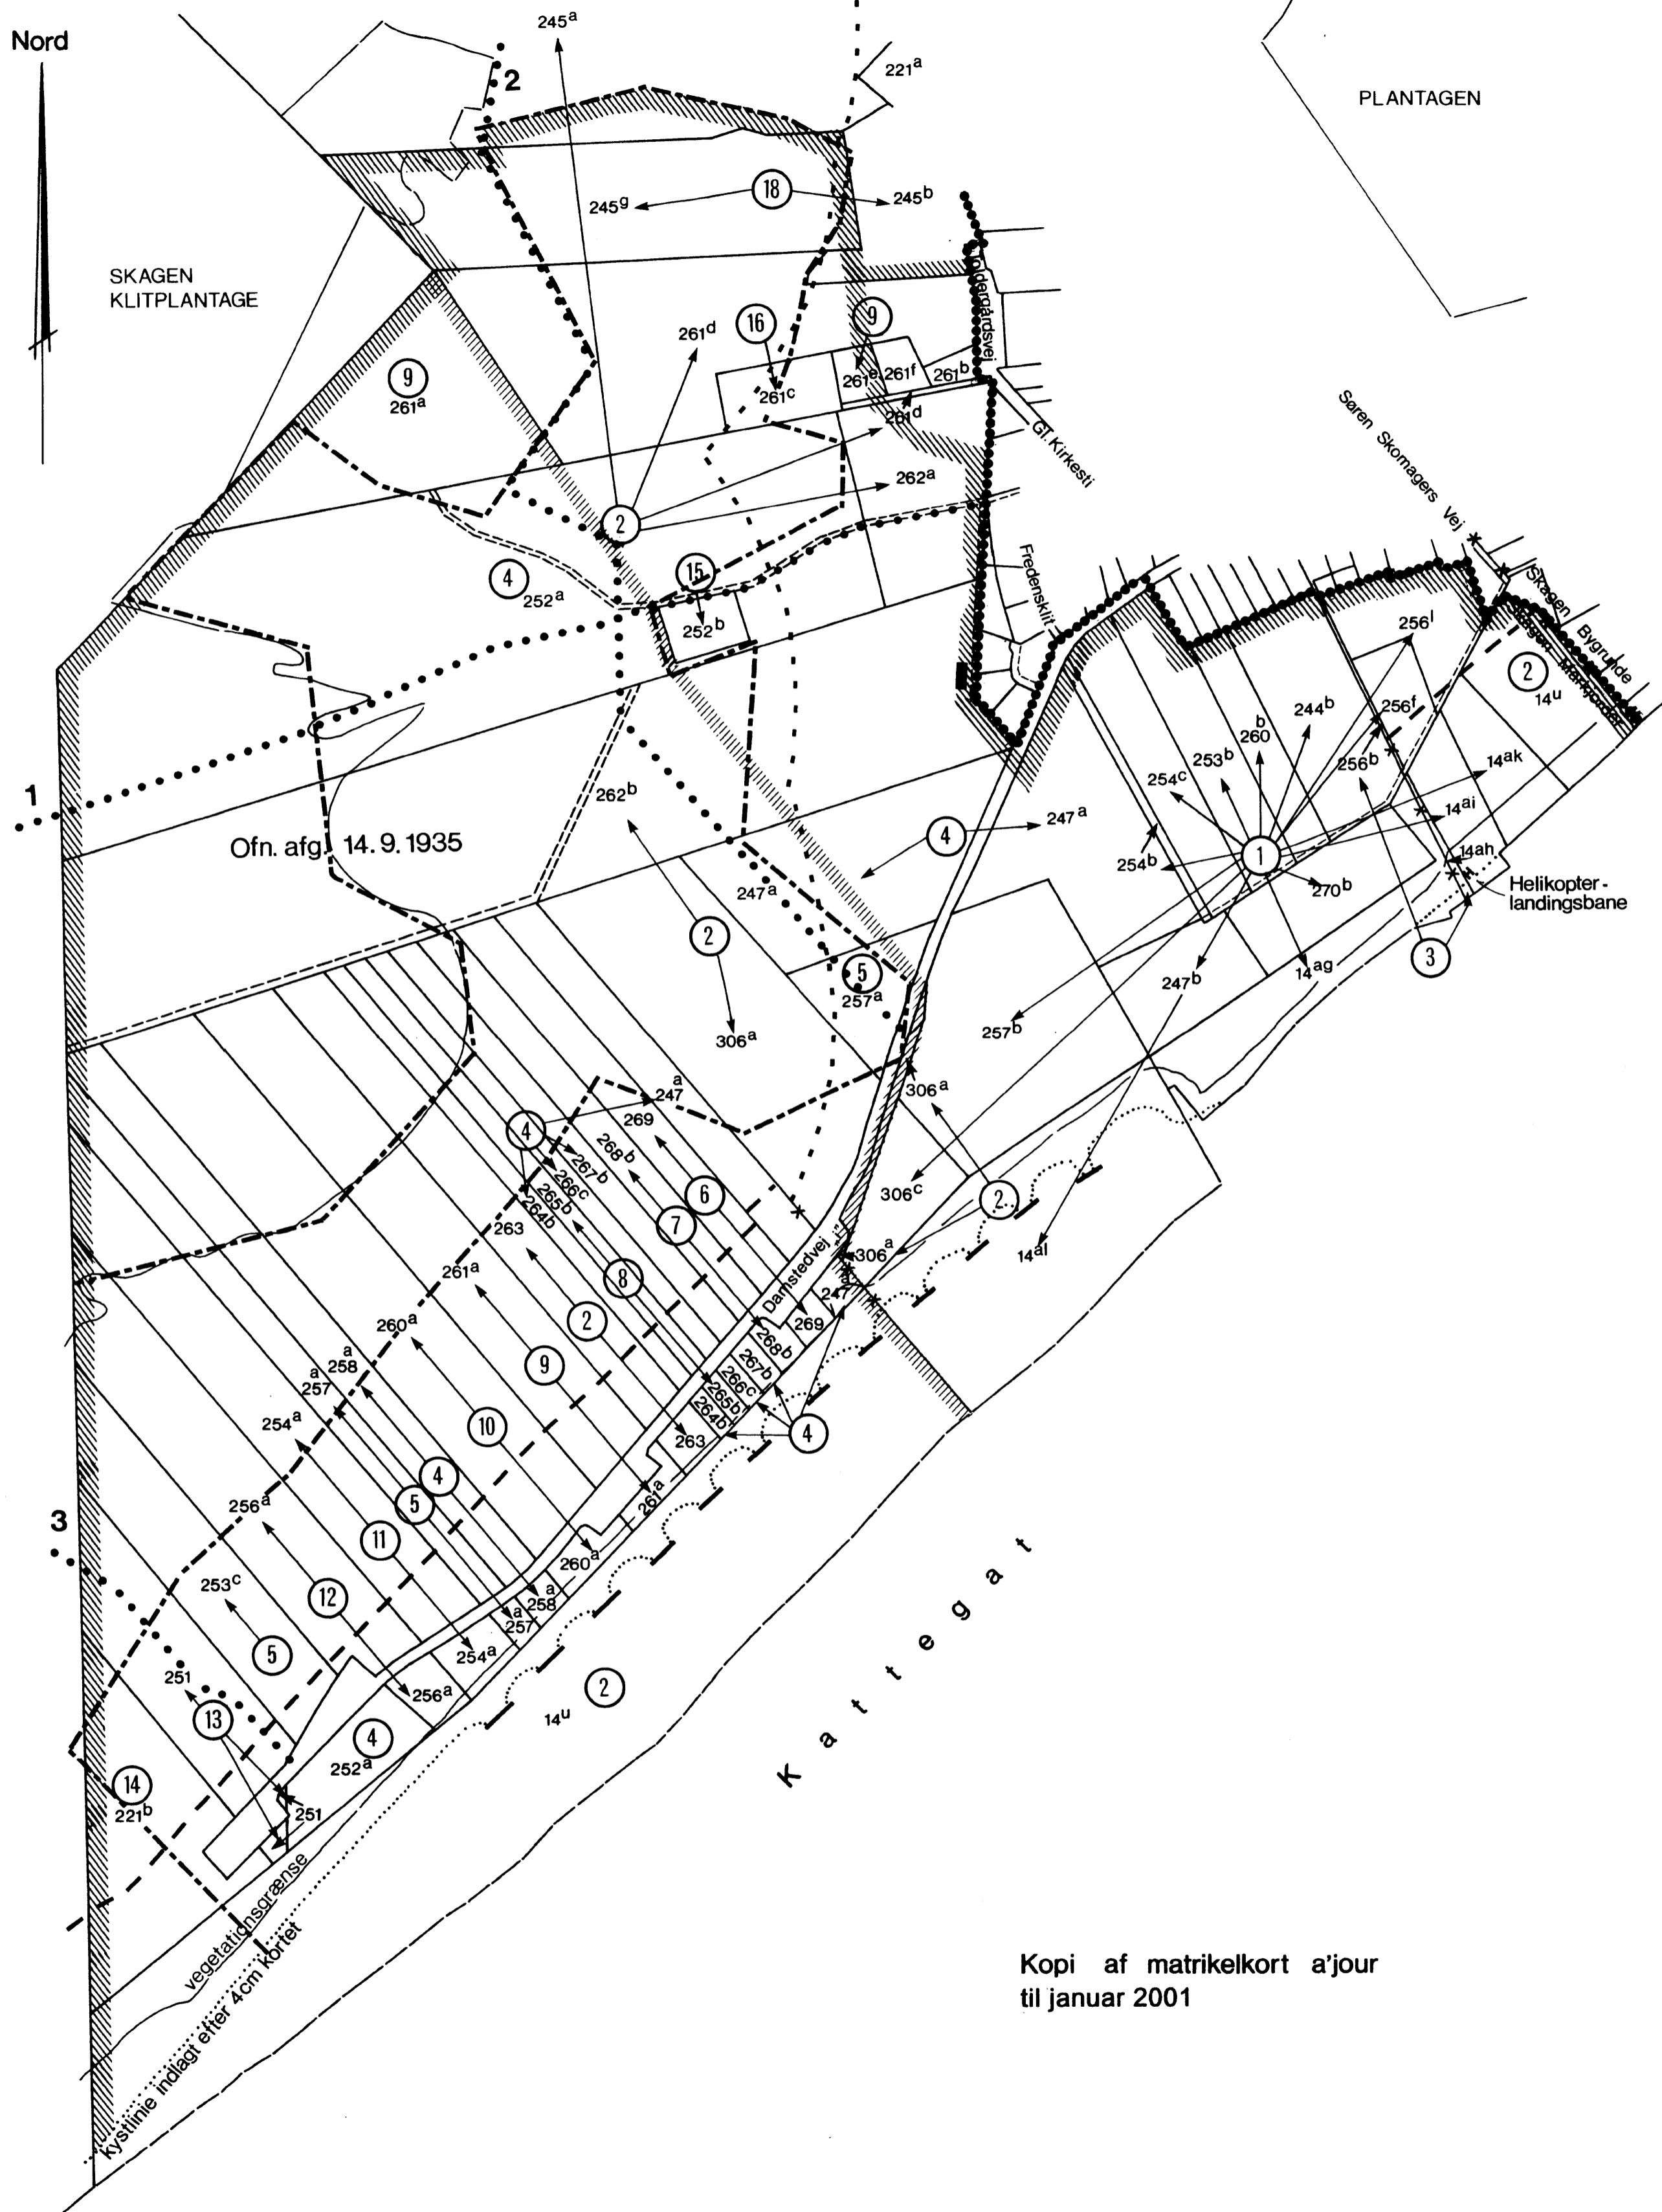 Nord
245a
2
221a
PLANTAGEN
18
245g
245b
SKAGEN
KLITPLANTAGE
16
9
261d
9
261a
261c
261e
261f
261b
261d
Gl. Kirkesti
Søren Skomagers Vej
262a
2
15
4
252a
252b
Fredensklit
Skagen Bygrunde
Skagen Markjorder
256l
2
14u
256f
244b
b
260
253b
254c
256b
14ak
14ai
14ah
1
262b
Ofn. afg. 14.9.1935
4
247a
254b
1
270b
Helikopter-
landingsbane
247a
2
3
5
257a
247b
14ag
257b
306a
306a
a
247
4
269
268b
267b
266c
265b
264b
263
6
7
306c
2
14al
306a
8
261a
Damstedvej
247
2
260a
269
268b
267b
266c
265b
264b
263
9
a
258
a
257
254a
10
4
4
5
261a
256a
3
11
260a
253c
12
a
258
a
257
254a
5
251
256a
13
2
14u
4
252a
14
221b
251
Kattegat
vegetationsgrænse
Kystlinie indlagt efter 4cm kortet
Kopi af matrikelkort a'jour
til januar 2001